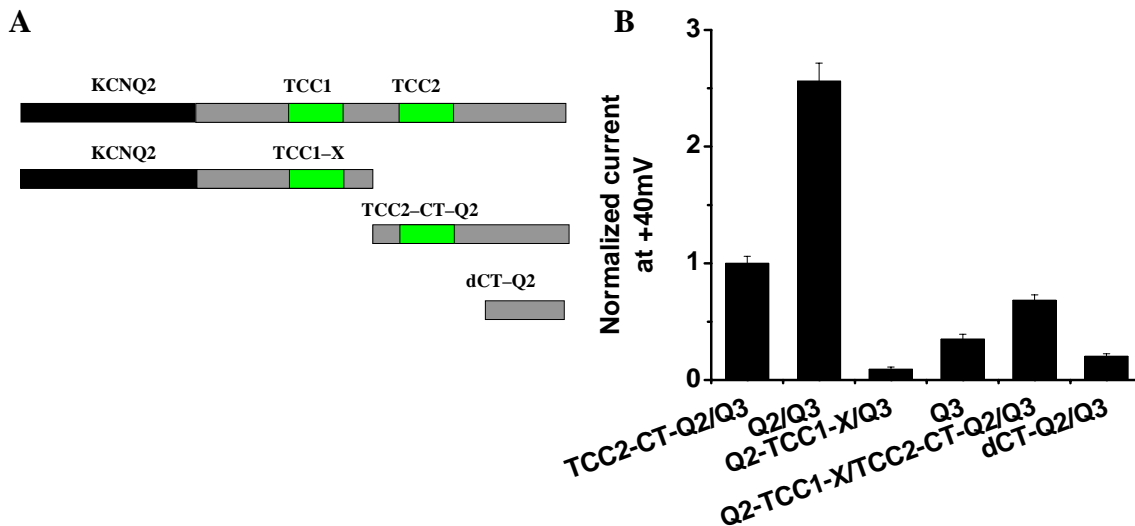 A
KCNQ2 TCC1 TCC2
KCNQ2 TCC1–X
TCC2–CT–Q2
dCT–Q2
B
Normalized current
at +40mV
3
2
1
0
TCC2-CT-Q2/Q3
Q2/Q3
Q2-TCC1-X/Q3
Q3
Q2-TCC1-X/TCC2-CT-Q2/Q3
dCT-Q2/Q3